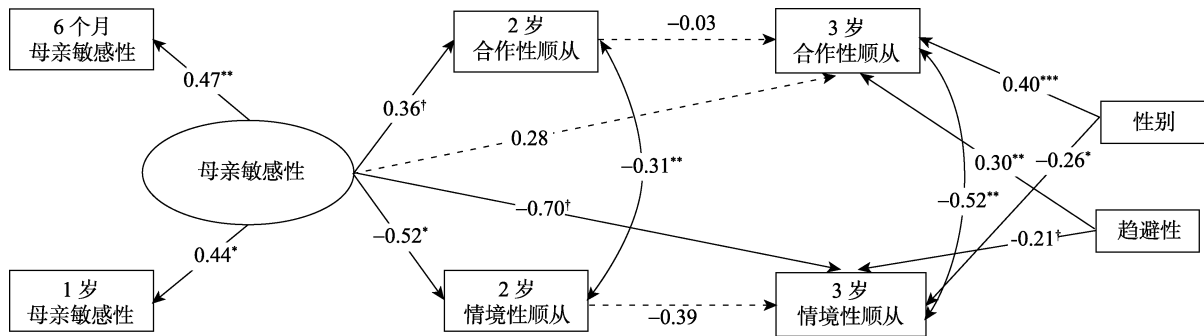 6 个月
母亲敏感性
2 岁
合作性顺从
−0.03
3 岁
合作性顺从
0.47**
0.36†
0.40***
性别
0.28
母亲敏感性
−0.31**
0.30**
−0.26*
−0.70†
−0.52**
−0.52*
−0.21†
趋避性
0.44*
1 岁
母亲敏感性
2 岁
情境性顺从
−0.39
3 岁
情境性顺从